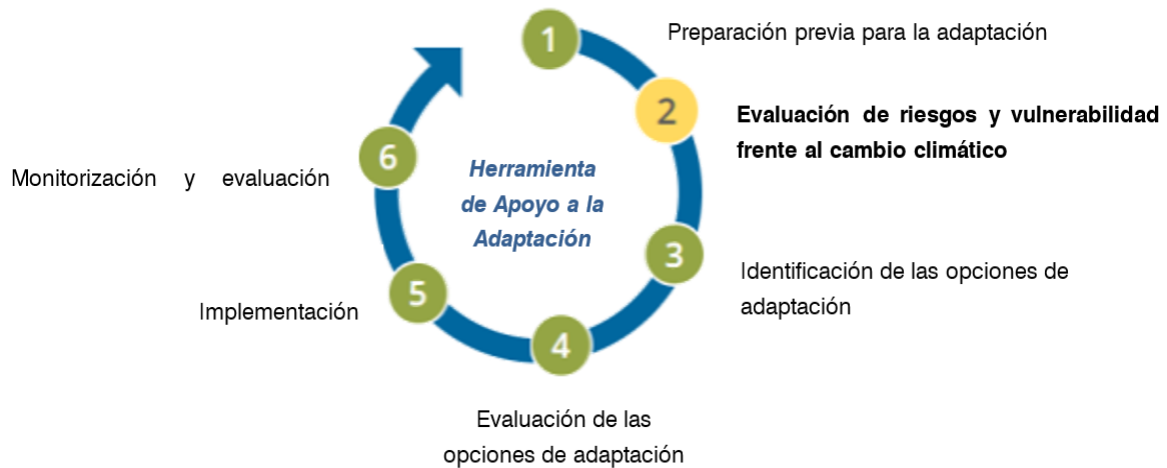 1
Preparación previa para la adaptación
2
Evaluación de riesgos y vulnerabilidad
frente al cambio climático
3
Identificación de las opciones de
adaptación
4
Evaluación de las
opciones de adaptación
5
Implementación
6
Monitorización y evaluación
Herramienta
de Apoyo a la
Adaptación